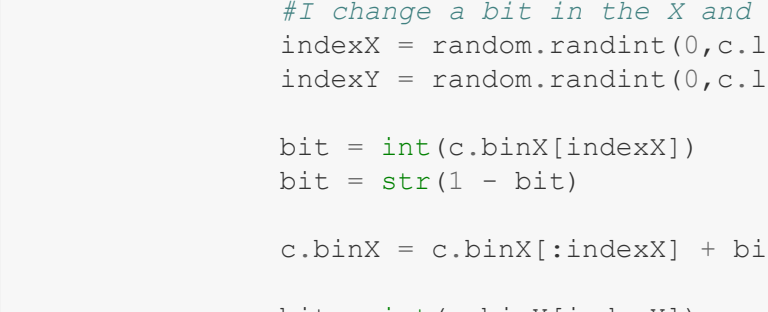 #I change a bit in the X and
indexX = random.randint(0,c.l
indexY = random.randint(0,c.l
bit = int(c.binX[indexX])
bit = str(1 - bit)
c.binX = c.binX[:indexX] + bi